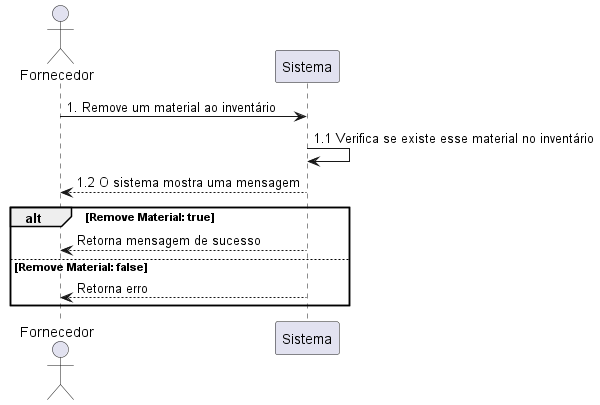 Fornecedor
Sistema
1. Remove um material ao inventário
1.1 Verifica se existe esse material no inventário
1.2 O sistema mostra uma mensagem
alt [Remove Material: true]
Retorna mensagem de sucesso
[Remove Material: false]
Retorna erro
Fornecedor
Sistema